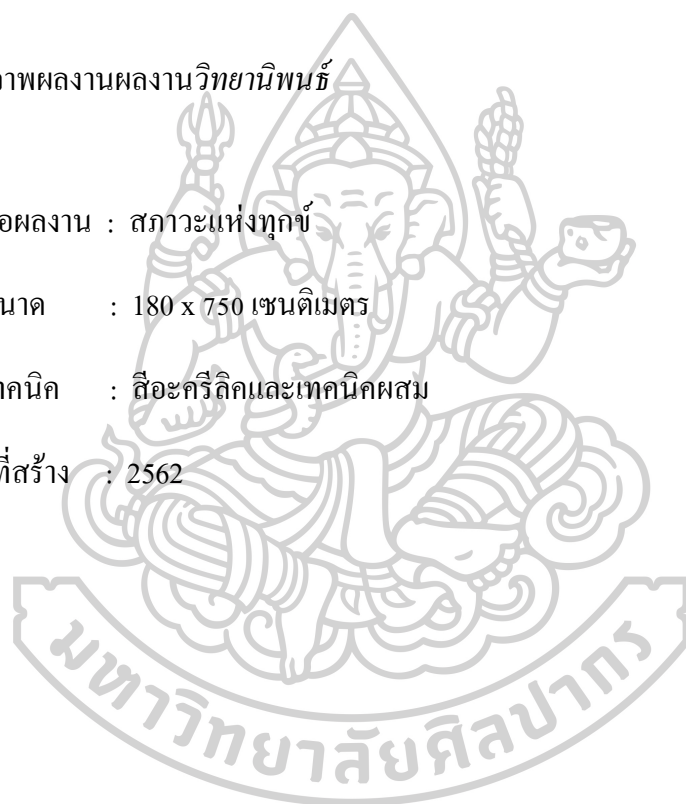 าพผลงานผลงานวิทยานิพนธ์
อผลงาน : สภาวะแห่งทุกข์
นาด : 180 x 750 เซนติเมตร
ทคนิค : สีอะครีลิคและเทคนิคผสม
ที่สร้าง : 2562
มหาวิทยาลัยศิลปากร